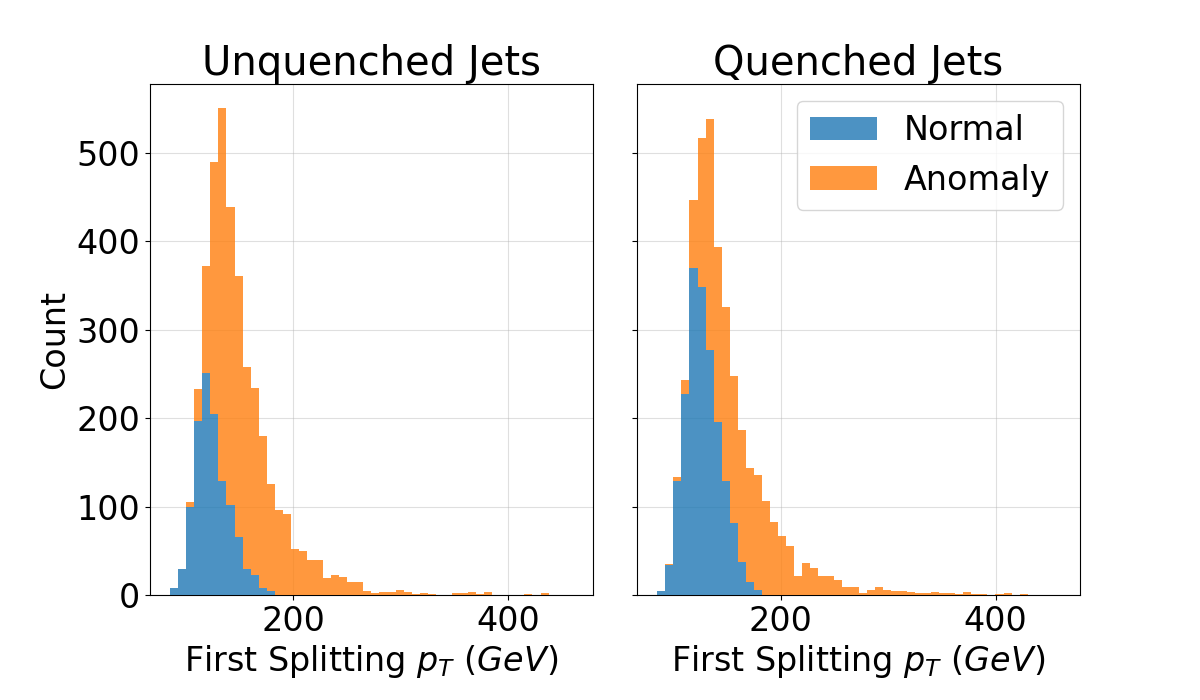 Unquenched Jets
Quenched Jets
Count
500
400
300
200
100
0
200
400
200
400
First Splitting $p_T$ ($GeV$)
First Splitting $p_T$ ($GeV$)
Normal
Anomaly